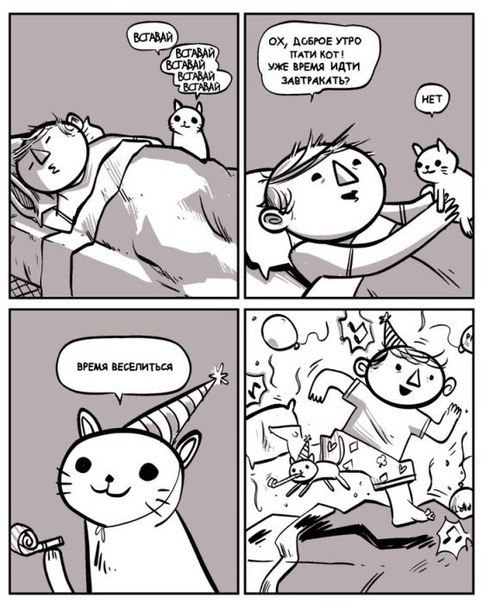 ВСТАВАЙ
ВСТАВАЙ
ВСТАВАЙ
ВСТАВАЙ
ВСТАВАЙ
ОХ, ДОБРОЕ УТРО
ПАТИ КОТ!
УЖЕ ВРЕМЯ ИДТИ
ЗАВТРАКАТЬ?
НЕТ
ВРЕМЯ ВЕСЕЛИТЬСЯ